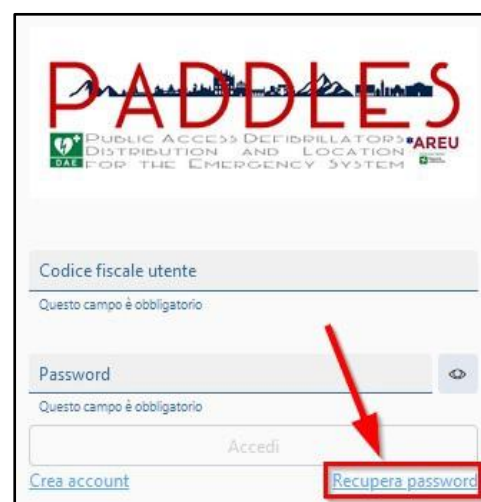 PADDLES
PUBLIC ACCESS DEFIBRILLATORS
DISTRIBUTION AND LOCATION
FOR THE EMERGENCY SYSTEM
DAE
AREU
Codice fiscale utente
Questo campo è obbligatorio
Password
Questo campo è obbligatorio
Accedi
Crea account
Recupera password